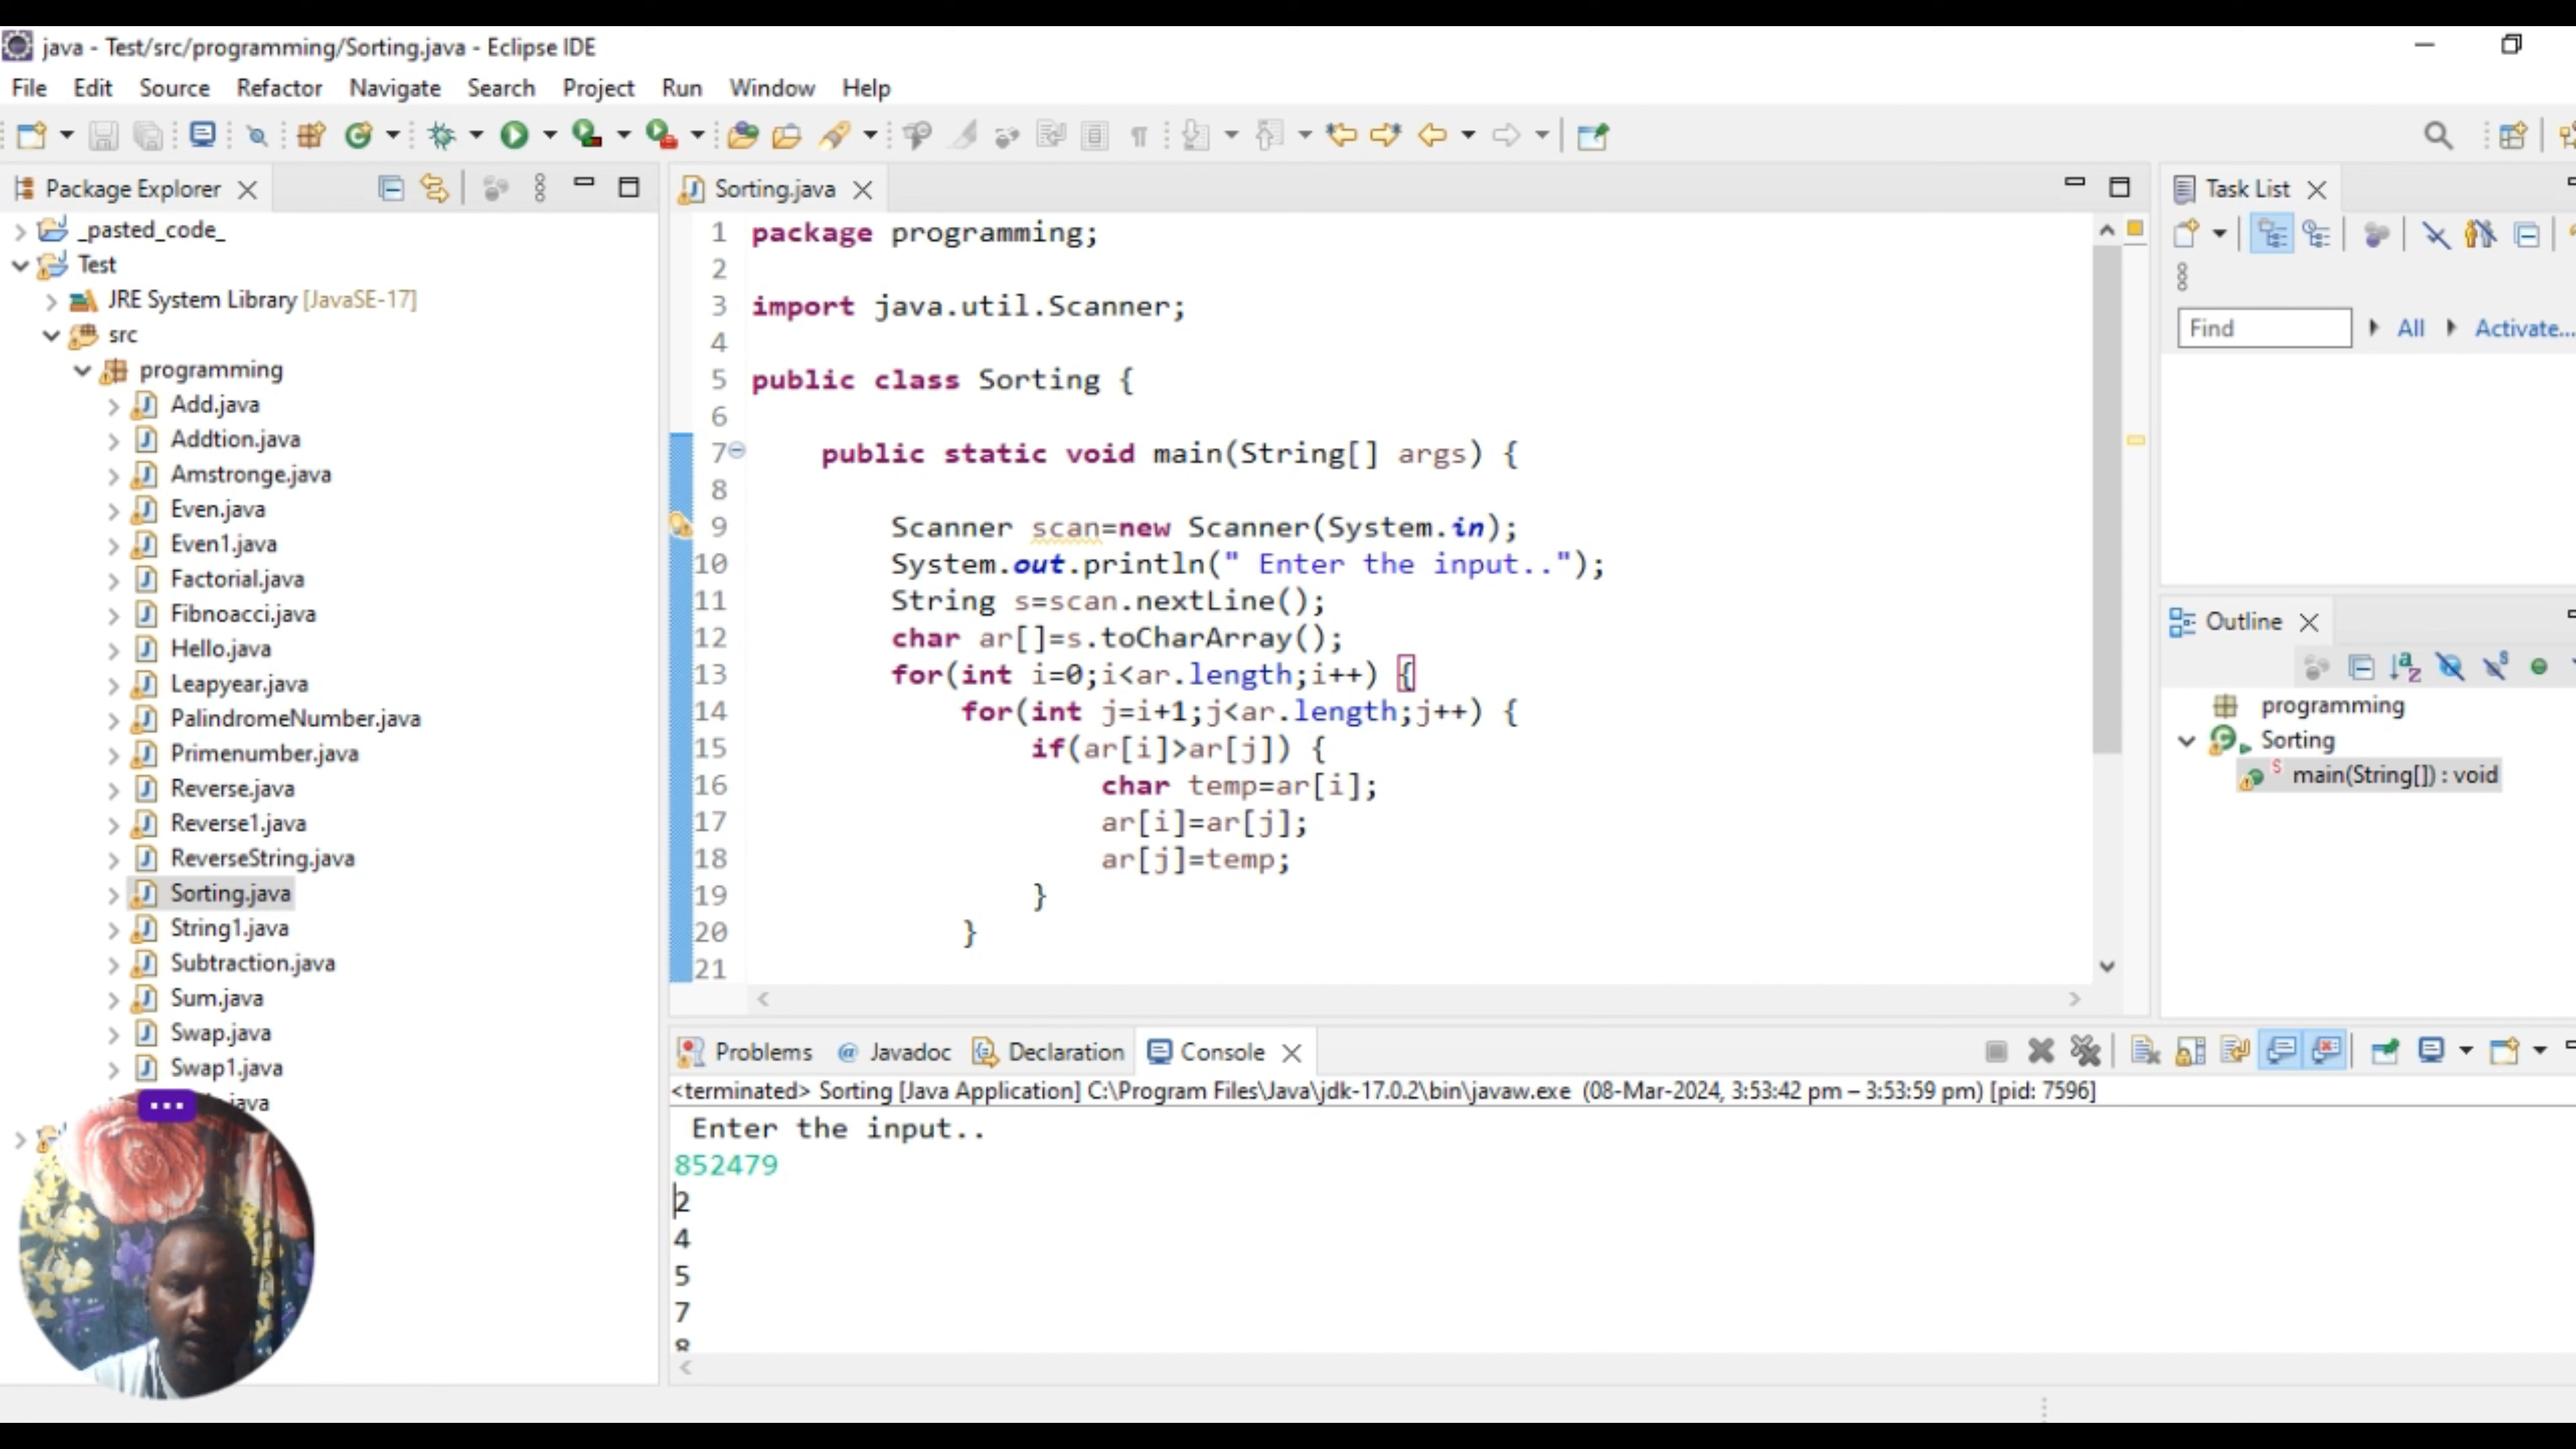 java - Test/src/programming/Sorting.java - Eclipse IDE
File Edit Source Refactor Navigate Search Project Run Window Help
Package Explorer
_pasted_code_
Test
JRE System Library [JavaSE-17]
src
programming
Add.java
Addtion.java
Amstronge.java
Even.java
Even1.java
Factorial.java
Fibnoacci.java
Hello.java
Leapyear.java
PalindromeNumber.java
Primenumber.java
Reverse.java
Reverse1.java
ReverseString.java
Sorting.java
String1.java
Subtraction.java
Sum.java
Swap.java
Swap1.java
.java
Sorting.java
1 package programming;
2
3 import java.util.Scanner;
4
5 public class Sorting {
6
7 public static void main(String[] args) {
8
9 Scanner scan=new Scanner(System.in);
10 System.out.println(" Enter the input..");
11 String s=scan.nextLine();
12 char ar[]=s.toCharArray();
13 for(int i=0;i<ar.length;i++) {
14 for(int j=i+1;j<ar.length;j++) {
15 if(ar[i]>ar[j]) {
16 char temp=ar[i];
17 ar[i]=ar[j];
18 ar[j]=temp;
19 }
20 }
21
Task List
Find All Activate...
Outline
programming
Sorting
main(String[]) : void
Problems Javadoc Declaration Console
<terminated> Sorting [Java Application] C:\Program Files\Java\jdk-17.0.2\bin\javaw.exe (08-Mar-2024, 3:53:42 pm – 3:53:59 pm) [pid: 7596]
Enter the input..
852479
2
4
5
7
8